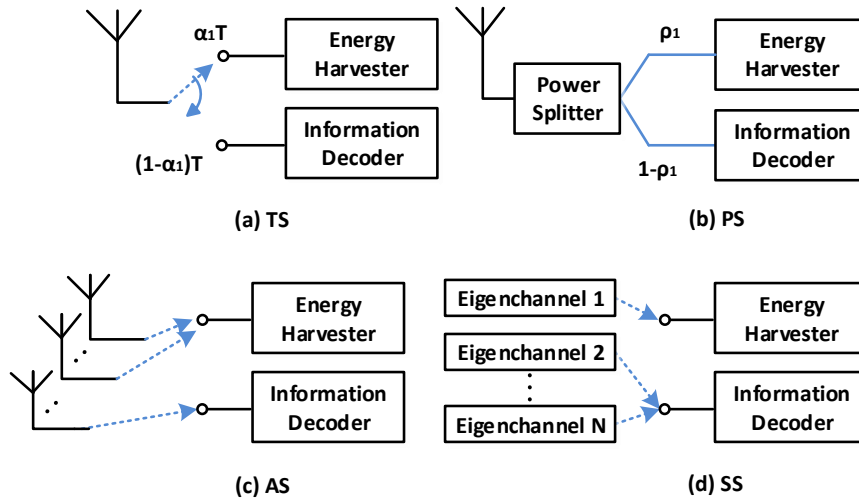 α₁T
Energy
Harvester
Information
Decoder
(1-α₁)T
(a) TS
ρ₁
Power
Splitter
Energy
Harvester
Information
Decoder
1-ρ₁
(b) PS
Energy
Harvester
Information
Decoder
(c) AS
Eigenchannel 1
Eigenchannel 2
Eigenchannel N
Energy
Harvester
Information
Decoder
(d) SS